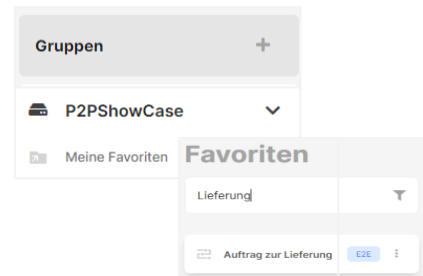 Gruppen
P2PShowCase
Meine Favoriten
Favoriten
Lieferung
Auftrag zur Lieferung E2E